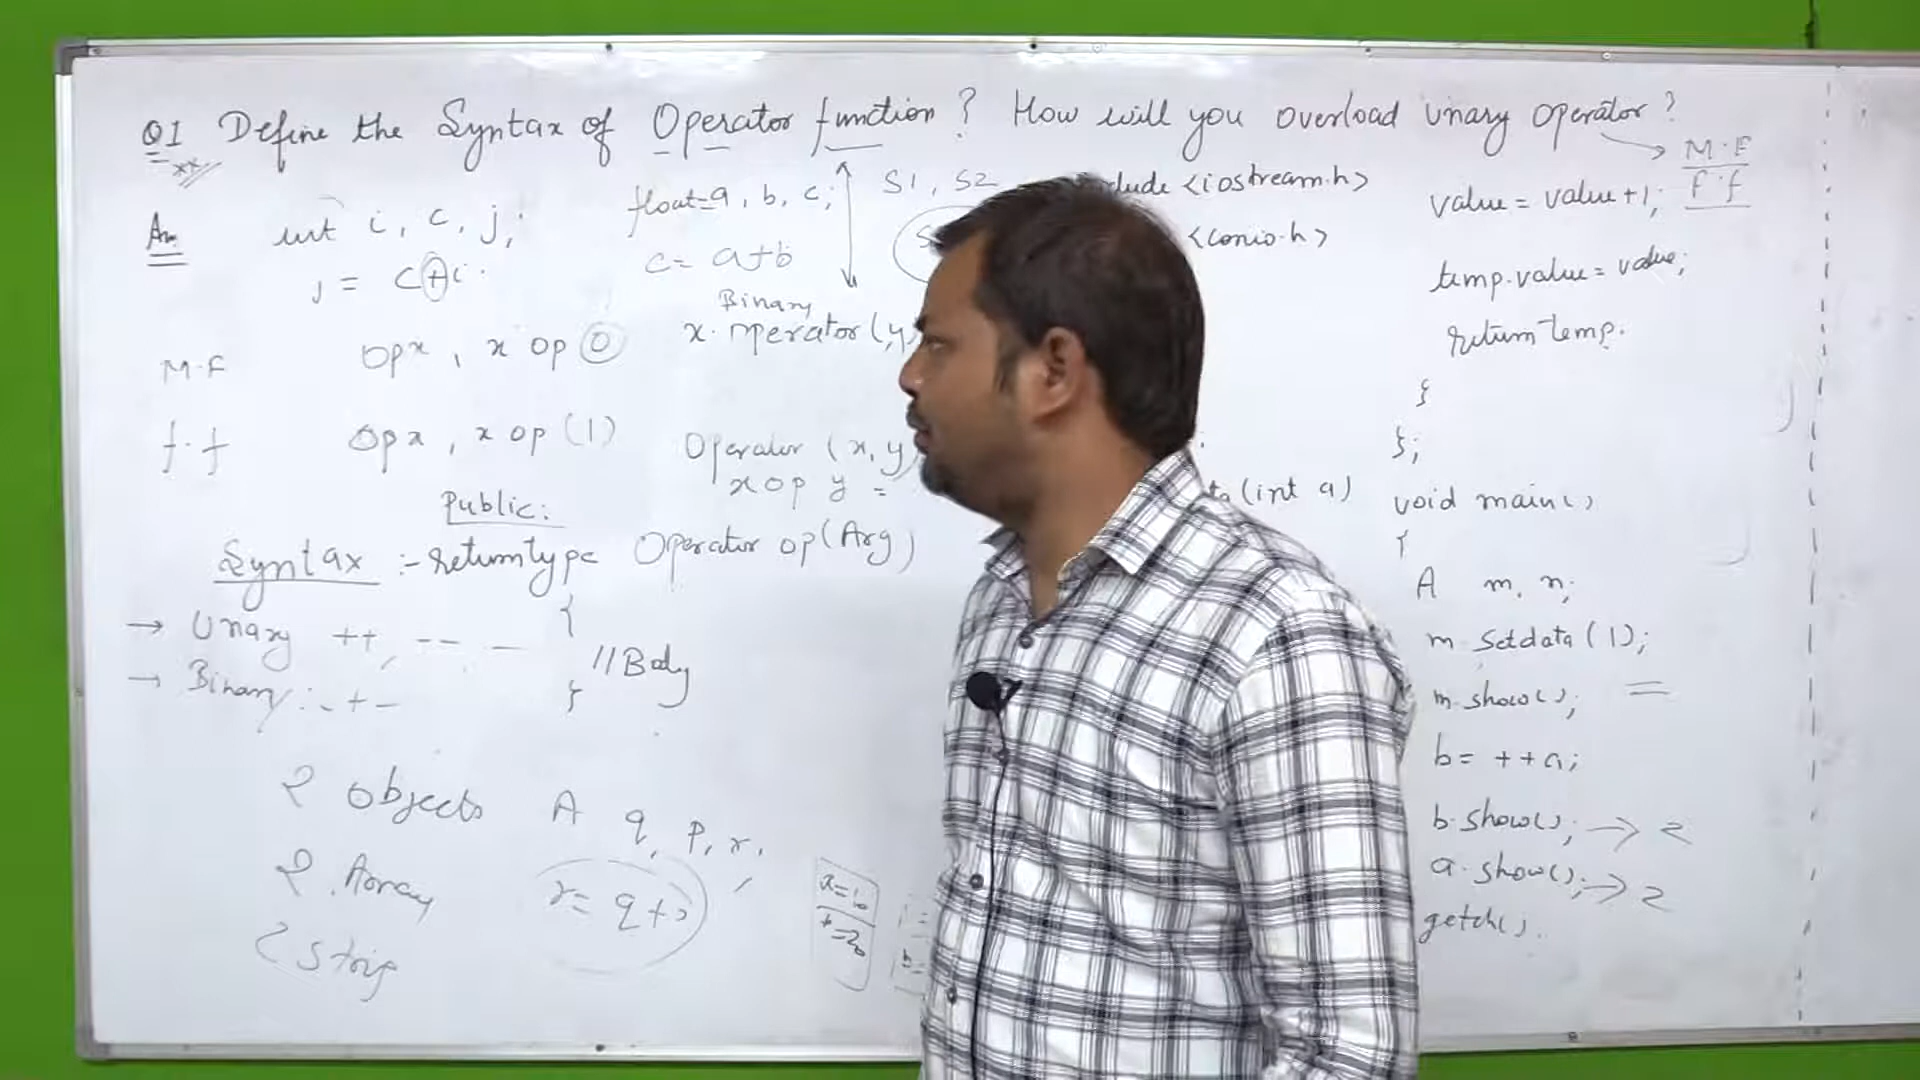 Q1 Define the Syntax of Operator function ? How will you overload Unary Operator ?
M.F
f.f
Ans
int i, c, j;
j = c+i.
float a, b, c;
c= a+b
Binary
S1, S2
M.F opx, x op 0
x. operator(y
f.f opx, x op (1)
Operator (x, y
x op y =
Public:
Syntax :- returntype Operator op(Arg)
{
//Body
}
→ Unary ++, -- -
→ Binary :- + -
2 objects A q, p, r,
2 Array
r= q+
2 string
x=10
<iostream.h>
<conio.h>
(int a)
value = value+1;
temp.value = value;
return temp.
}
};
void main()
{
A m, n;
m.setdata(1);
m.show(); =
b= ++a;
b.show(); → 2
a.show(); → 2
getch().